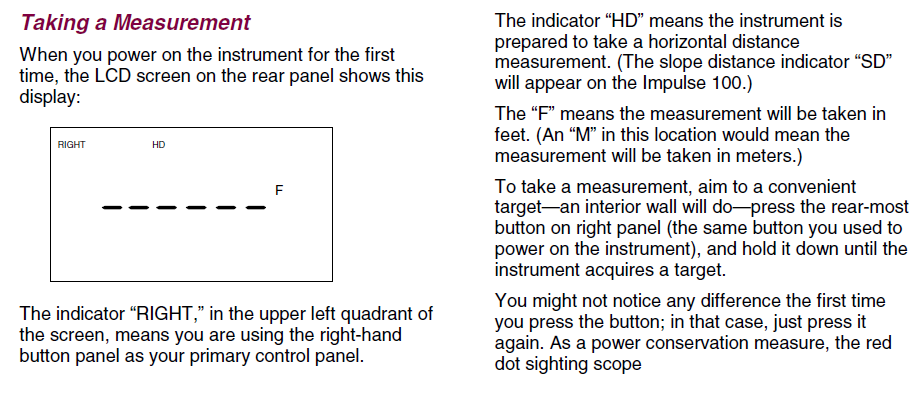 Taking a Measurement
When you power on the instrument for the first
time, the LCD screen on the rear panel shows this
display:
RIGHT HD
F
The indicator “RIGHT,” in the upper left quadrant of
the screen, means you are using the right-hand
button panel as your primary control panel.
The indicator “HD” means the instrument is
prepared to take a horizontal distance
measurement. (The slope distance indicator “SD”
will appear on the Impulse 100.)
The “F” means the measurement will be taken in
feet. (An “M” in this location would mean the
measurement will be taken in meters.)
To take a measurement, aim to a convenient
target—an interior wall will do—press the rear-most
button on right panel (the same button you used to
power on the instrument), and hold it down until the
instrument acquires a target.
You might not notice any difference the first time
you press the button; in that case, just press it
again. As a power conservation measure, the red
dot sighting scope